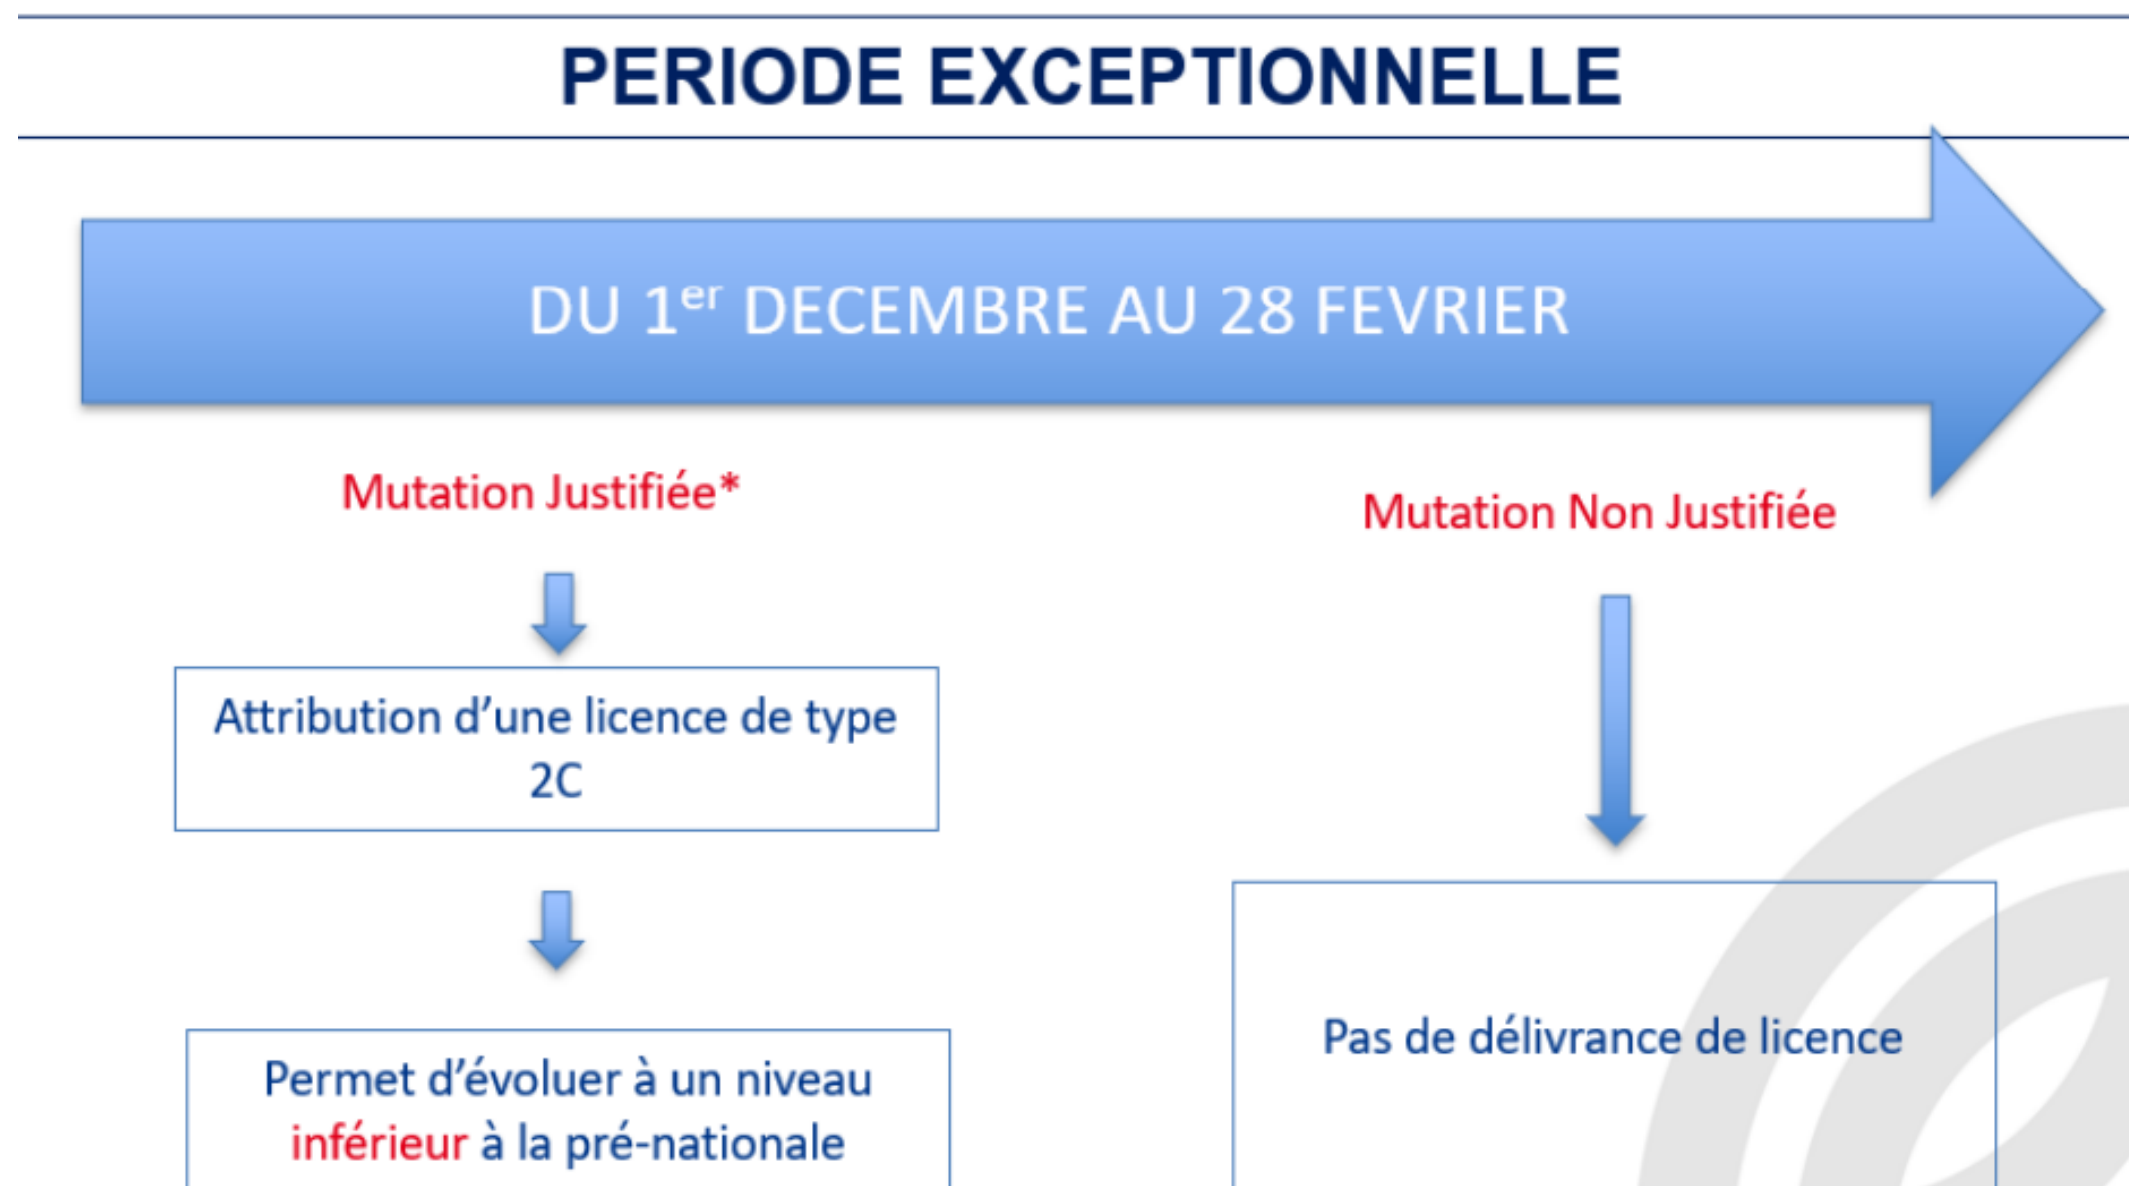 PERIODE EXCEPTIONNELLE
DU 1er DECEMBRE AU 28 FEVRIER
Mutation Justifiée*
Mutation Non Justifiée
Attribution d’une licence de type
2C
Permet d’évoluer à un niveau
inférieur à la pré-nationale
Pas de délivrance de licence